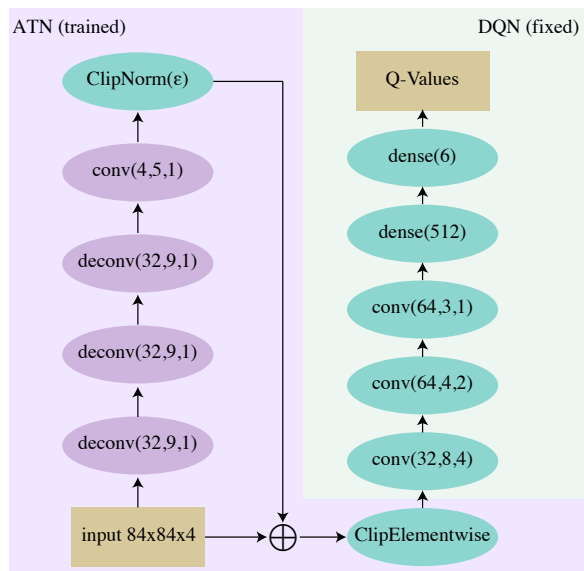 ATN (trained)
DQN (fixed)
ClipNorm(ε)
conv(4,5,1)
deconv(32,9,1)
deconv(32,9,1)
deconv(32,9,1)
input 84x84x4
Q-Values
dense(6)
dense(512)
conv(64,3,1)
conv(64,4,2)
conv(32,8,4)
ClipElementwise